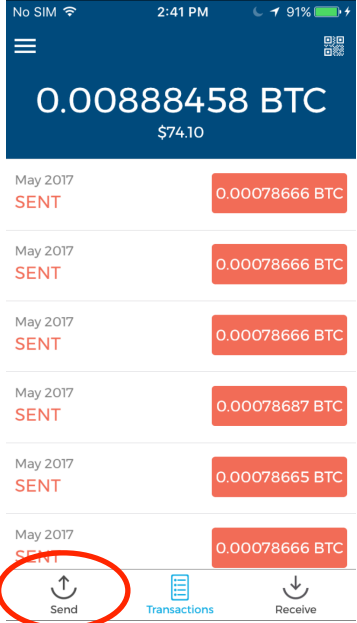 No SIM 2:41 PM 91%
0.00888458 BTC
$74.10
May 2017
SENT 0.00078666 BTC
May 2017
SENT 0.00078666 BTC
May 2017
SENT 0.00078666 BTC
May 2017
SENT 0.00078687 BTC
May 2017
SENT 0.00078665 BTC
May 2017
SENT 0.00078666 BTC
Send Transactions Receive